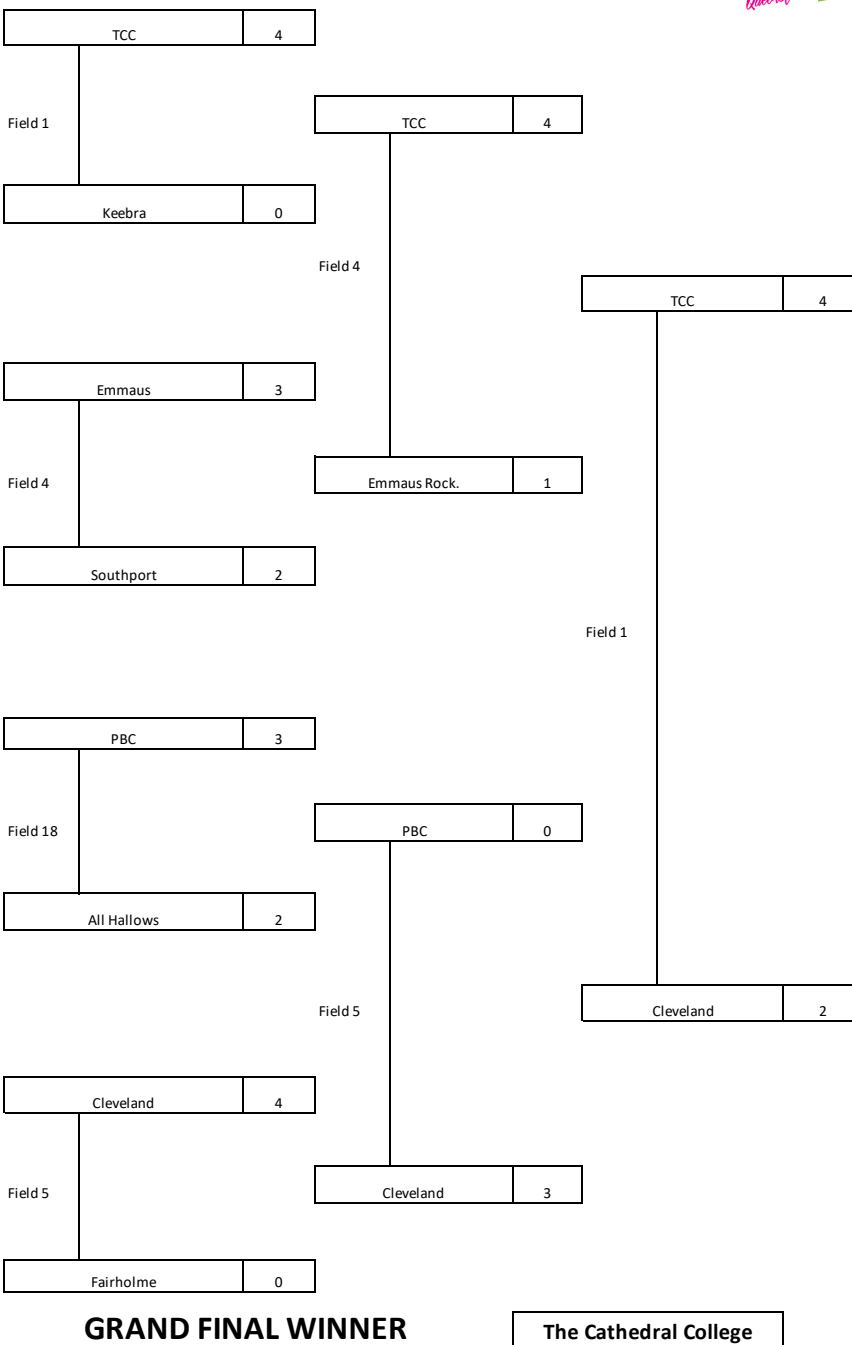 TCC 4
Field 1
TCC 4
Keebra 0
Field 4
TCC 4
Emmaus 3
Field 4
Emmaus Rock. 1
Southport 2
Field 1
PBC 3
Field 18
PBC 0
All Hallows 2
Field 5
Cleveland 2
Cleveland 4
Field 5
Cleveland 3
Fairholme 0
GRAND FINAL WINNER
The Cathedral College